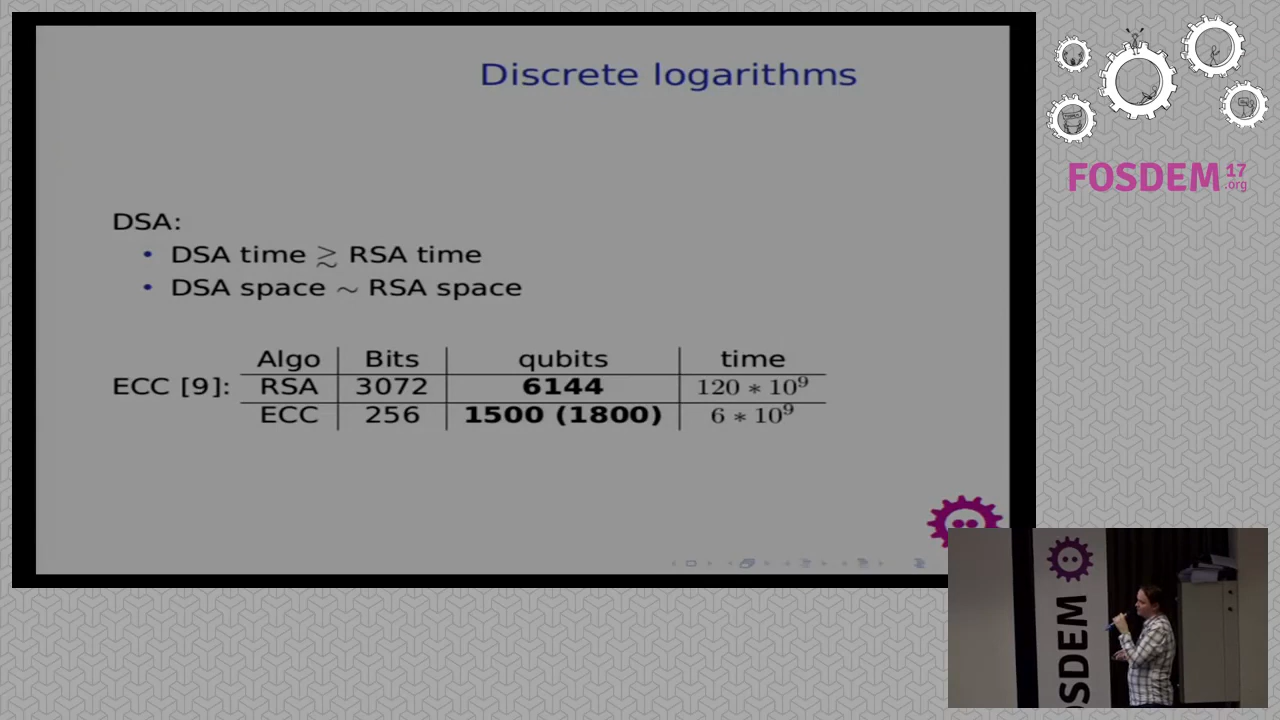 Discrete logarithms
DSA:
• DSA time ≳ RSA time
• DSA space ∼ RSA space
Algo Bits qubits time
ECC [9]: RSA 3072 6144 120 ∗ 10⁹
ECC 256 1500 (1800) 6 ∗ 10⁹
FOSDEM 17 .org
FOSDEM